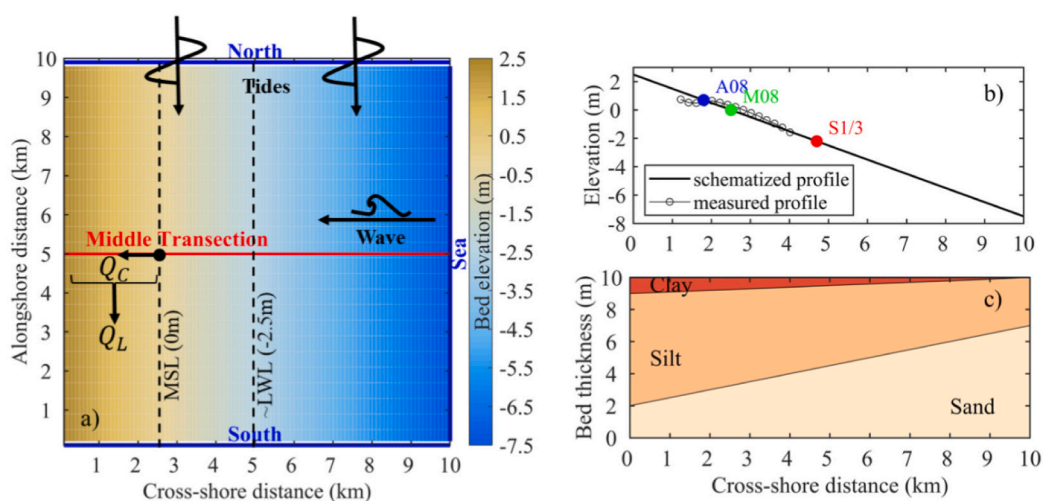 North
Tides
10
9
8
7
6
5
4
3
2
1
Alongshore distance (km)
Wave
Middle Transection
Q_C
Q_L
MSL (0m)
~LWL (-2.5m)
a)
South
Sea
1 2 3 4 5 6 7 8 9 10
Cross-shore distance (km)
Bed elevation (m)
2.5
1.5
0.5
-0.5
-1.5
-2.5
-3.5
-4.5
-5.5
-6.5
-7.5
b)
A08
M08
S1/3
2
0
-2
-4
-6
-8
Elevation (m)
schematized profile
measured profile
0 1 2 3 4 5 6 7 8 9 10
c)
Clay
Silt
Sand
10
8
6
4
2
0
Bed thickness (m)
0 1 2 3 4 5 6 7 8 9 10
Cross-shore distance (km)